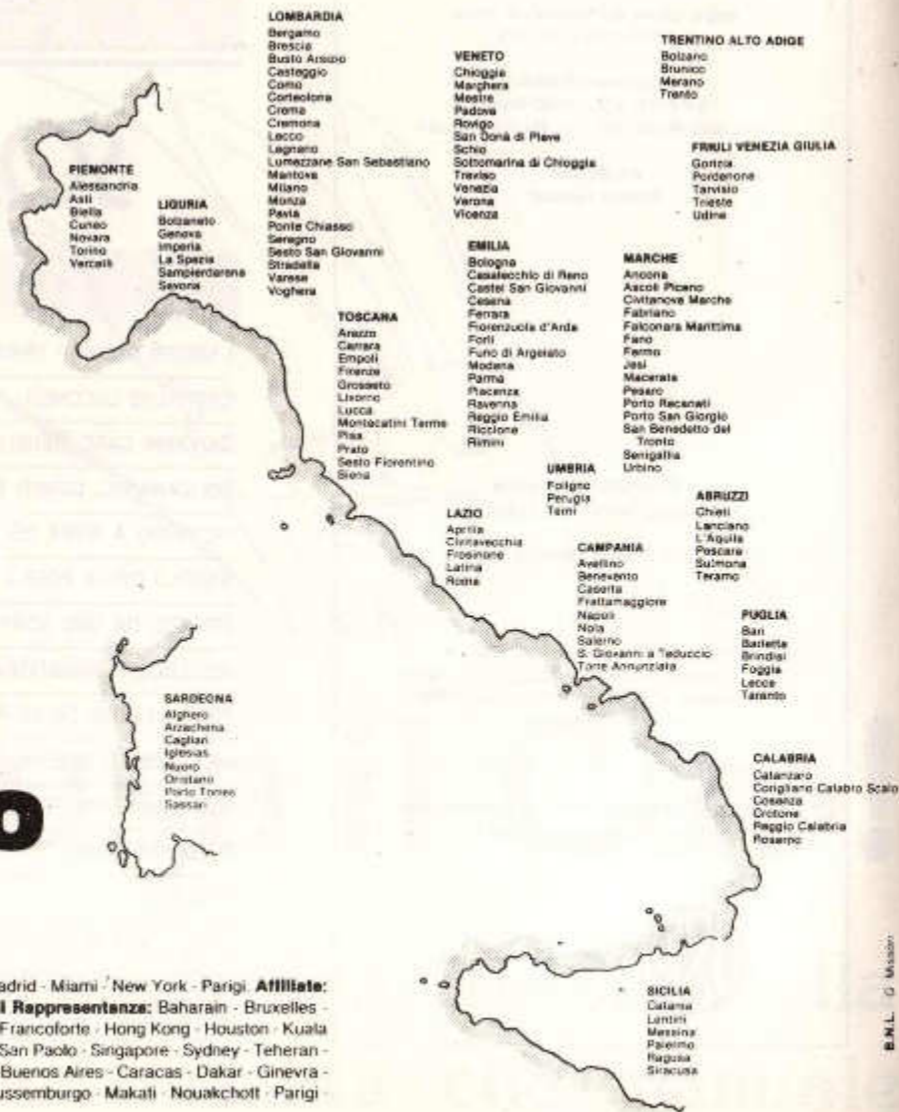 LOMBARDIA
Bergamo
Brescia
Busto Arsizio
Casteggio
Como
Corteolona
Crema
Cremona
Lecco
Legnano
Lumezzane San Sebastiano
Mantova
Milano
Monza
Pavia
Ponte Chiasso
Seregno
Sesto San Giovanni
Stradella
Varese
Voghera
VENETO
Chioggia
Marghera
Mestre
Padova
Rovigo
San Donà di Piave
Schio
Sottomarina di Chioggia
Treviso
Venezia
Verona
Vicenza
TRENTINO ALTO ADIGE
Bolzano
Brunico
Merano
Trento
FRIULI VENEZIA GIULIA
Gorizia
Pordenone
Tarvisio
Trieste
Udine
PIEMONTE
Alessandria
Asti
Biella
Cuneo
Novara
Torino
Vercelli
LIGURIA
Bolzaneto
Genova
Imperia
La Spezia
Sampierdarena
Savona
EMILIA
Bologna
Casalecchio di Reno
Castel San Giovanni
Cesena
Ferrara
Fiorenzuola d'Arda
Forlì
Funo di Argelato
Modena
Parma
Piacenza
Ravenna
Reggio Emilia
Riccione
Rimini
MARCHE
Ancona
Ascoli Piceno
Civitanova Marche
Fabriano
Falconara Marittima
Fano
Fermo
Jesi
Macerata
Pesaro
Porto Recanati
Porto San Giorgio
San Benedetto del
Tronto
Senigallia
Urbino
TOSCANA
Arezzo
Carrara
Empoli
Firenze
Grosseto
Livorno
Lucca
Montecatini Terme
Pisa
Prato
Sesto Fiorentino
Siena
UMBRIA
Foligno
Perugia
Terni
LAZIO
Aprilia
Civitavecchia
Frosinone
Latina
Roma
ABRUZZI
Chieti
Lanciano
L'Aquila
Pescara
Sulmona
Teramo
CAMPANIA
Avellino
Benevento
Caserta
Frattamaggiore
Napoli
Nola
Salerno
S. Giovanni a Teduccio
Torre Annunziata
PUGLIA
Bari
Barletta
Brindisi
Foggia
Lecce
Taranto
SARDEGNA
Alghero
Arzachena
Cagliari
Iglesias
Nuoro
Oristano
Porto Torres
Sassari
CALABRIA
Catanzaro
Corigliano Calabro Scalo
Cosenza
Crotone
Reggio Calabria
Rosarno
o
SICILIA
Catania
Lentini
Messina
Palermo
Ragusa
Siracusa
adrid - Miami - New York - Parigi. Affiliate:
i Rappresentanza: Baharain - Bruxelles -
Francoforte - Hong Kong - Houston - Kuala
San Paolo - Singapore - Sydney - Teheran -
Buenos Aires - Caracas - Dakar - Ginevra -
ussemburgo - Makati - Nouakchott - Parigi -
B.N.L. G.